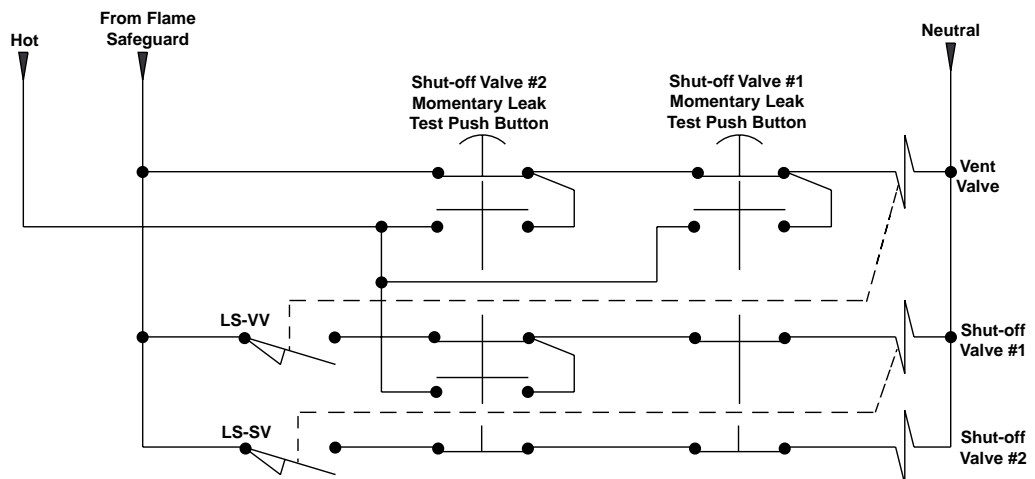 Hot
From Flame
Safeguard
Neutral
Shut-off Valve #2
Momentary Leak
Test Push Button
Shut-off Valve #1
Momentary Leak
Test Push Button
Vent
Valve
LS-VV
Shut-off
Valve #1
LS-SV
Shut-off
Valve #2